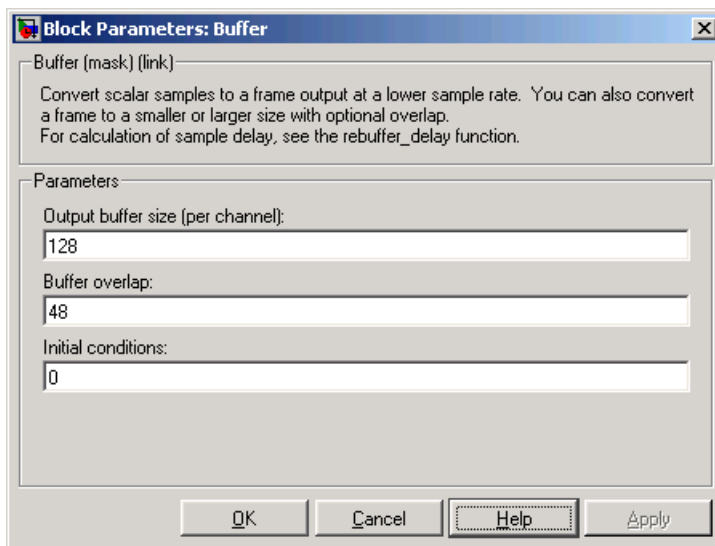 Block Parameters: Buffer
Buffer (mask) (link)
Convert scalar samples to a frame output at a lower sample rate. You can also convert
a frame to a smaller or larger size with optional overlap.
For calculation of sample delay, see the rebuffer_delay function.
Parameters
Output buffer size (per channel):
128
Buffer overlap:
48
Initial conditions:
0
OK Cancel Help Apply